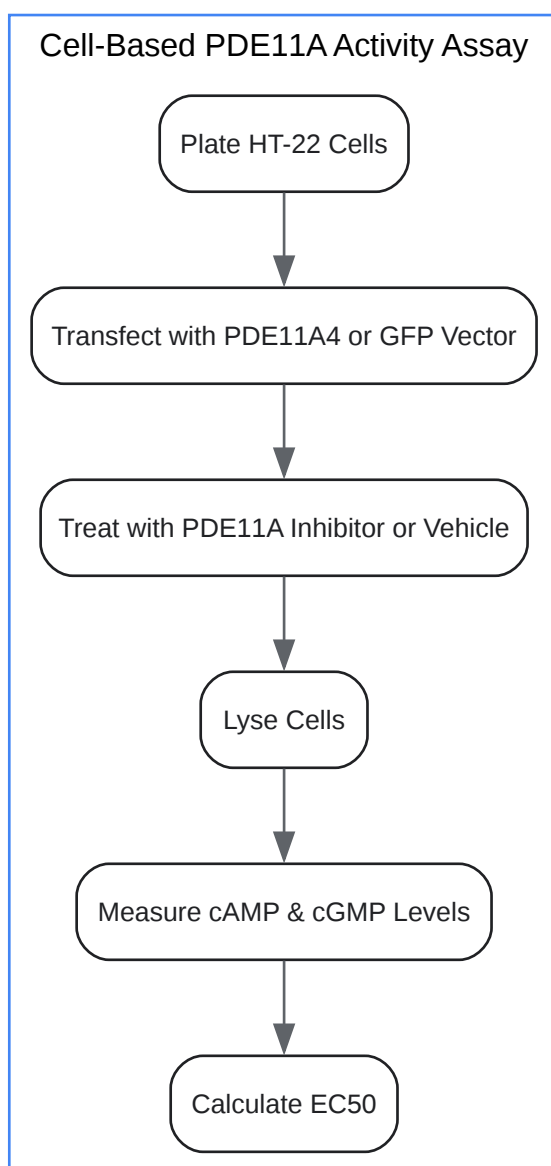 Cell-Based PDE11A Activity Assay
Plate HT-22 Cells
Transfect with PDE11A4 or GFP Vector
Treat with PDE11A Inhibitor or Vehicle
Lyse Cells
Measure cAMP & cGMP Levels
Calculate EC50